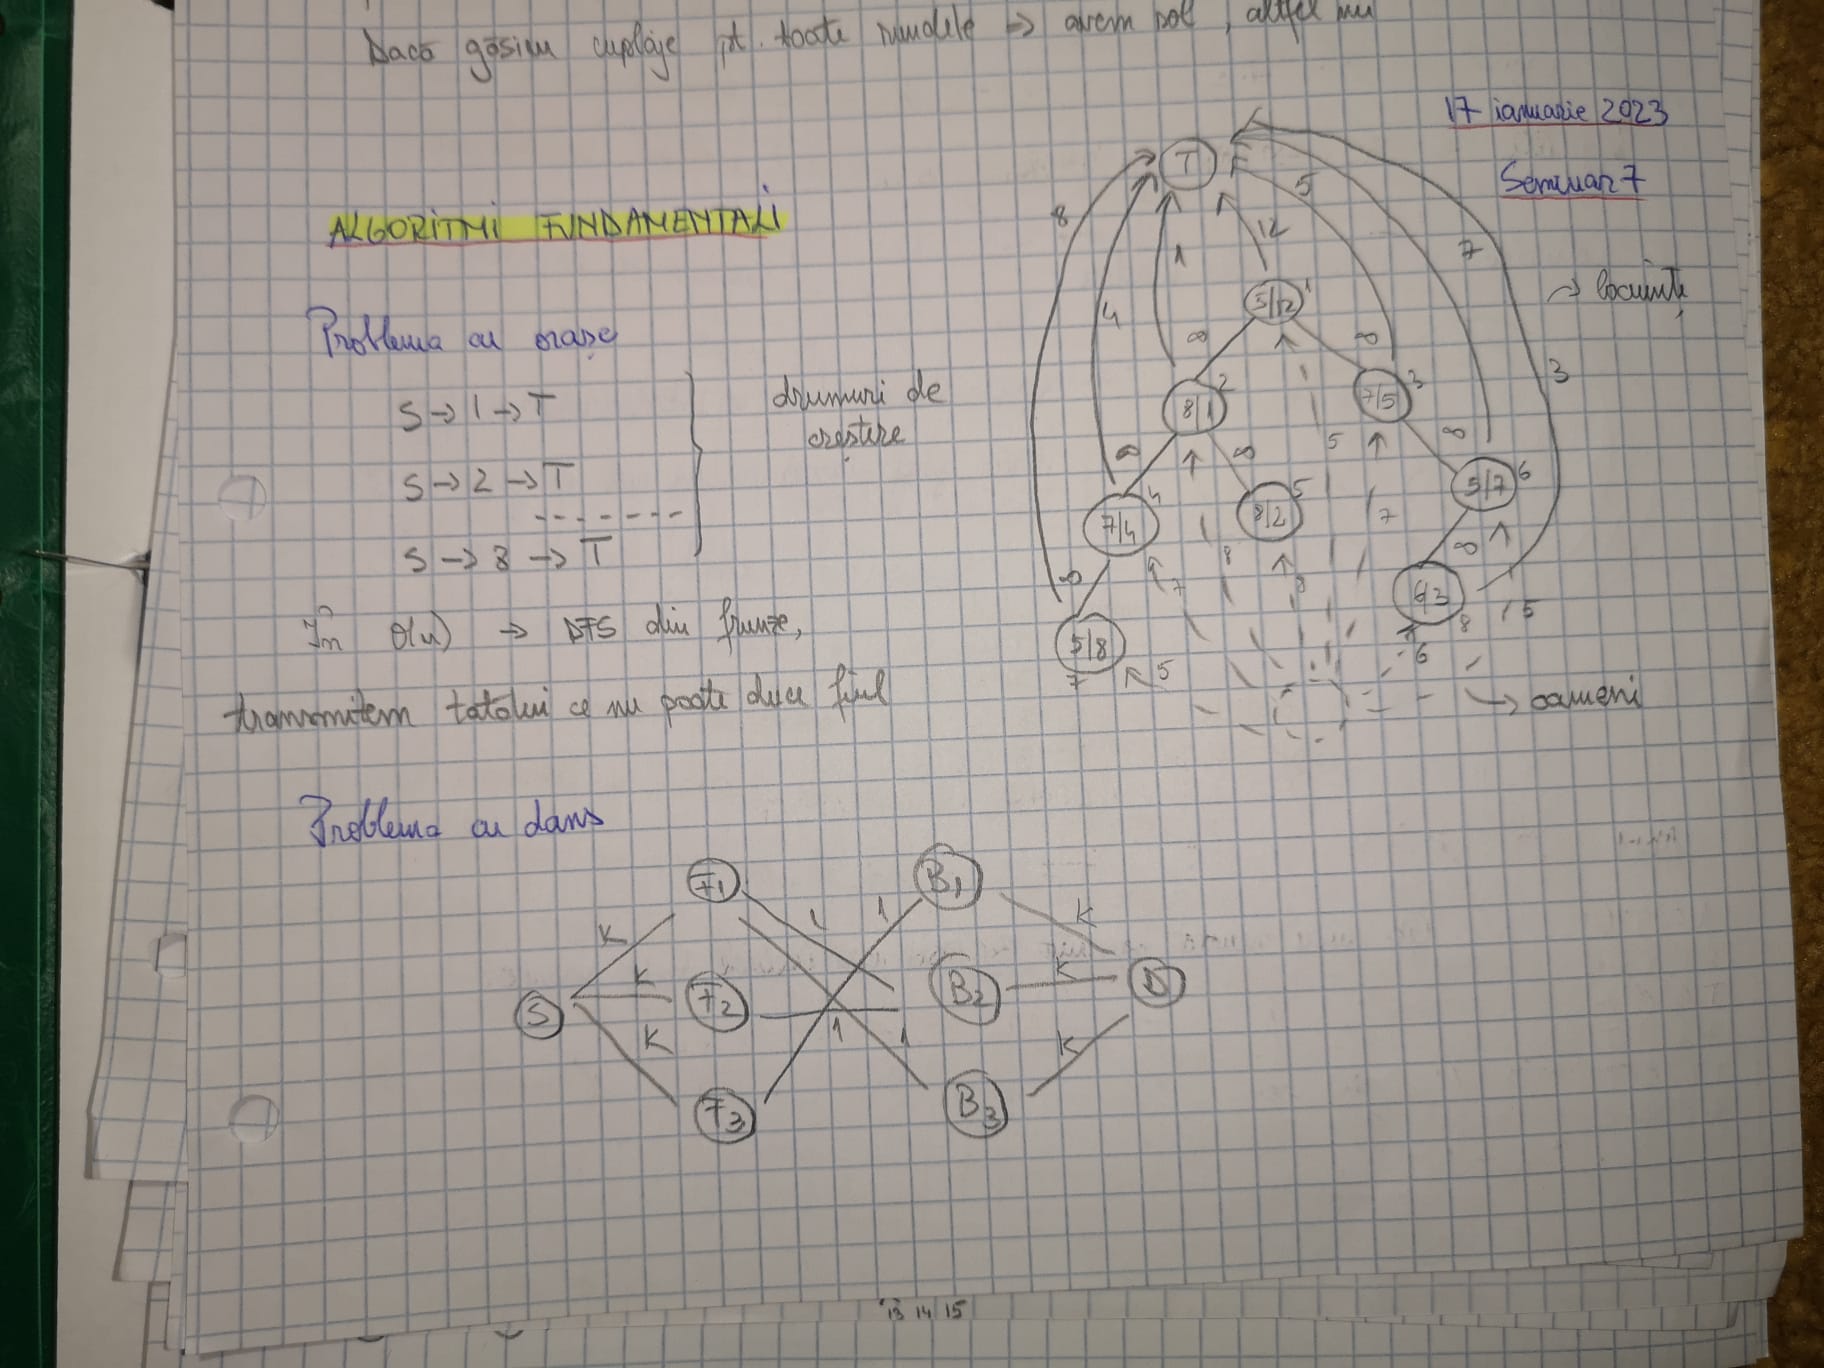 Dacă găsim cuplaje pt. toate rundele → avem sol, altfel nu
17 ianuarie 2023
Seminar 7
ALGORITMI FUNDAMENTALI
Problema cu orașe
S → 1 → T
S → 2 → T
S → 8 → T
drumuri de
creștere
În O(n) → DFS din frunze,
transmitem tatălui ce nu poate duce fiul
T
8
4
1
12
5
7
3
→ locuințe
5/12 1
∞
∞
8/1 2
7/5 3
∞
∞
∞
5
7/4 4
8/2 5
5/7 6
7
∞
8
8
∞
7
6/3
8
5
5/8
7
5
6
→ oameni
Problema cu dans
F1
B1
K
1
1
K
S
K
F2
B2
K
D
K
1
1
K
F3
B3
13 14 15